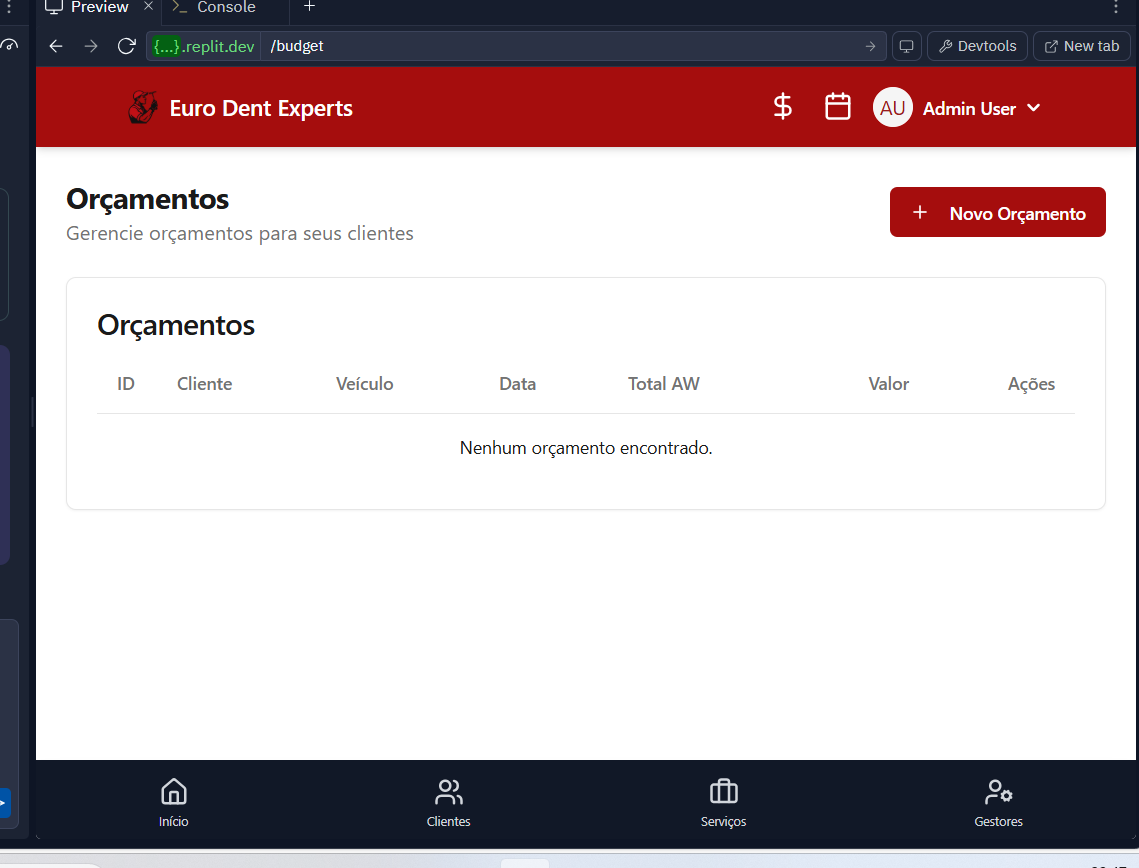 Preview
Console
{...}.replit.dev /budget
Devtools
New tab
Euro Dent Experts
AU
Admin User
Orçamentos
Gerencie orçamentos para seus clientes
Novo Orçamento
Orçamentos
ID Cliente Veículo Data Total AW Valor Ações
Nenhum orçamento encontrado.
Início Clientes Serviços Gestores